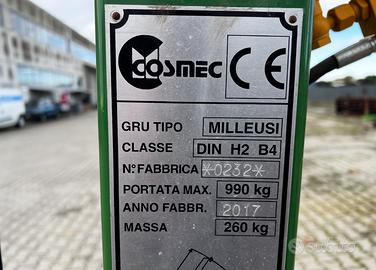 COSMEC CE
GRU TIPO MILLEUSI
CLASSE DIN H2 B4
N° FABBRICA *0232*
PORTATA MAX. 990 kg
ANNO FABBR. 2017
MASSA 260 kg